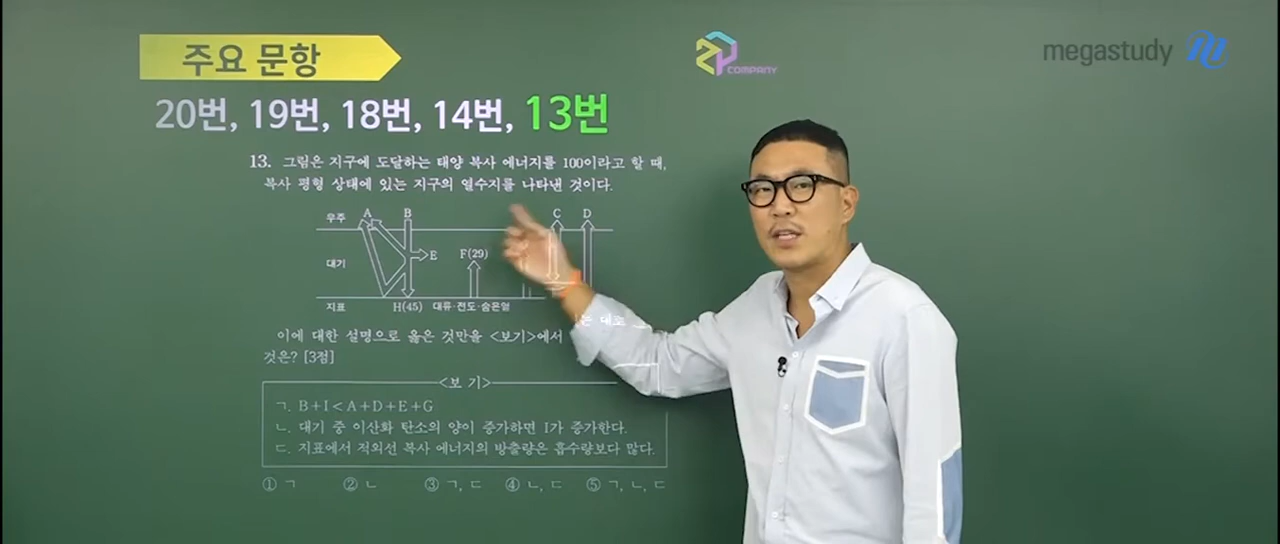 주요 문항
ZP COMPANY
megastudy
20번, 19번, 18번, 14번, 13번
13. 그림은 지구에 도달하는 태양 복사 에너지를 100이라고 할 때,
복사 평형 상태에 있는 지구의 열수지를 나타낸 것이다.
우주 A B C D
대기 E F(29)
지표 H(45) 대류·전도·숨은열
이에 대한 설명으로 옳은 것만을 <보기>에서 는 대로
것은? [3점]
<보 기>
ㄱ. B+I<A+D+E+G
ㄴ. 대기 중 이산화 탄소의 양이 증가하면 I가 증가한다.
ㄷ. 지표에서 적외선 복사 에너지의 방출량은 흡수량보다 많다.
① ㄱ ② ㄴ ③ ㄱ, ㄷ ④ ㄴ, ㄷ ⑤ ㄱ, ㄴ, ㄷ